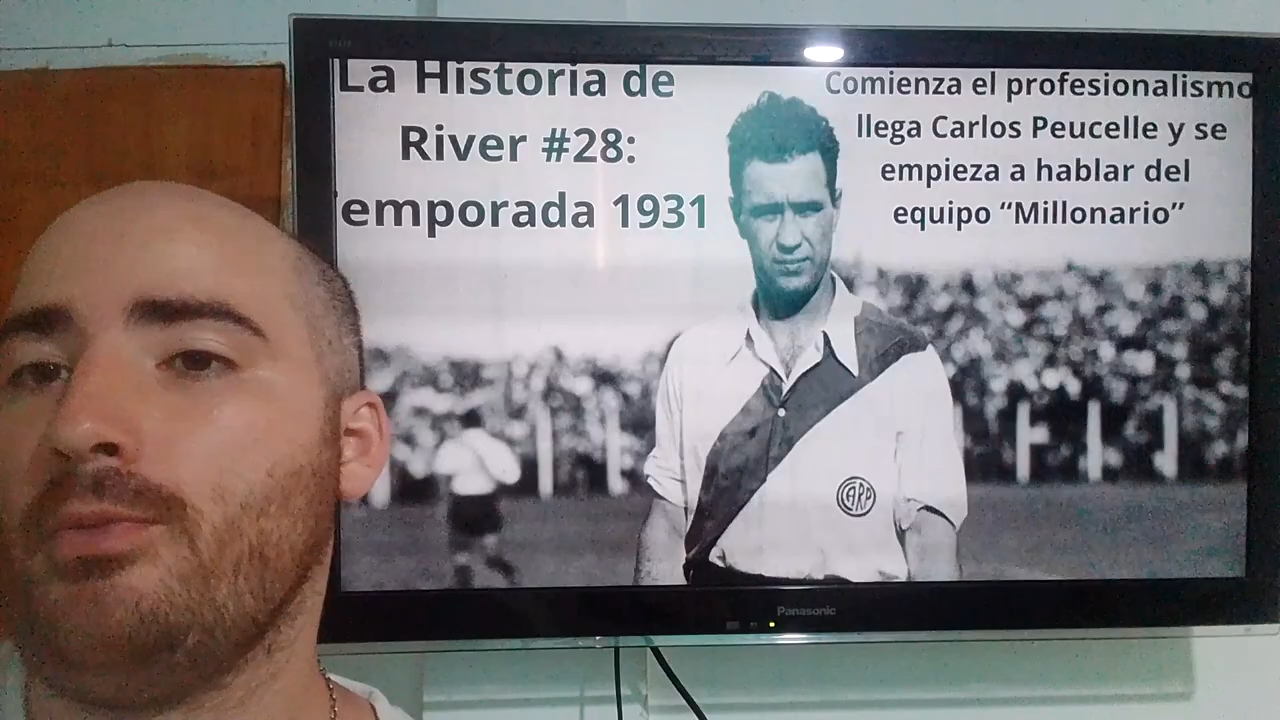 La Historia de
River #28:
emporada 1931
Comienza el profesionalismo
llega Carlos Peucelle y se
empieza a hablar del
equipo “Millonario”
CARP
Panasonic